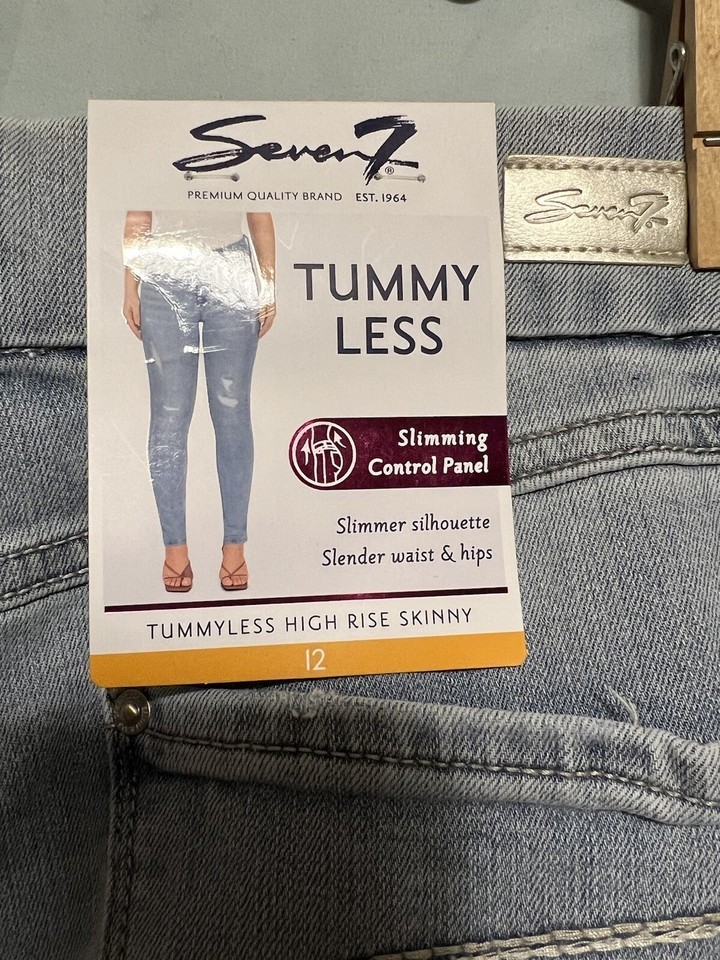 Seven7®
PREMIUM QUALITY BRAND EST. 1964
Seven7
TUMMY
LESS
Slimming
Control Panel
Slimmer silhouette
Slender waist & hips
TUMMYLESS HIGH RISE SKINNY
12